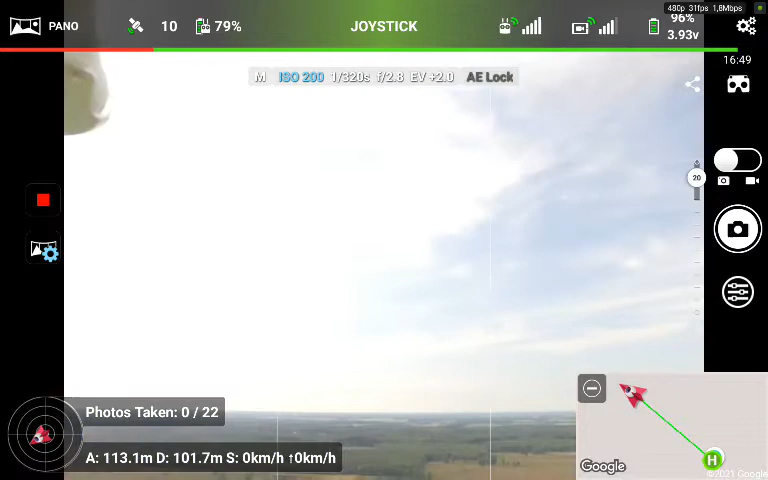 480p 31fps 1,8Mbps
PANO
10
79%
JOYSTICK
96%
3.93v
16:49
M ISO 200 1/320s f/2.8 EV +2.0 AE Lock
20
Photos Taken: 0 / 22
A: 113.1m D: 101.7m S: 0km/h ↑0km/h
H
Google
©2021 Google